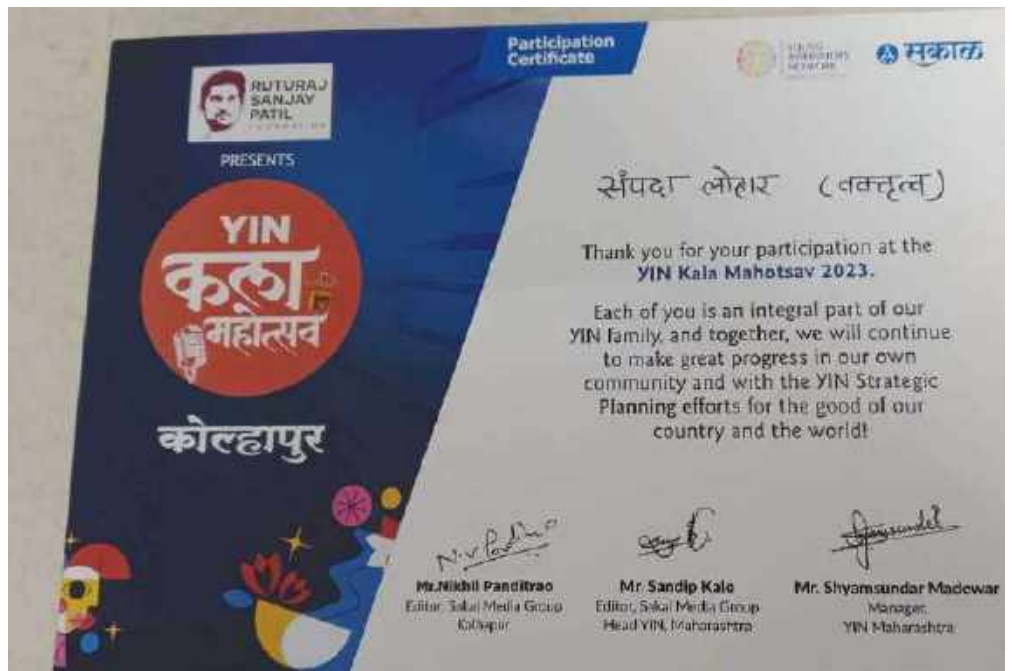 Participation
Certificate
RUTURAJ
SANJAY
PATIL
FOUNDATION
PRESENTS
YIN
कला
महोत्सव
कोल्हापुर
YOUNG
INSPIRATORS
NETWORK
सकाळ
संपदा लोहार (वक्तृत्व)
Thank you for your participation at the
YIN Kala Mahotsav 2023.
Each of you is an integral part of our
YIN family, and together, we will continue
to make great progress in our own
community and with the YIN Strategic
Planning efforts for the good of our
country and the world!
Mr.Nikhil Panditrao
Editor, Sakal Media Group
Kolhapur
Mr. Sandip Kale
Editor, Sakal Media Group
Head YIN, Maharashtra
Mr. Shyamsundar Madewar
Manager,
YIN Maharashtra